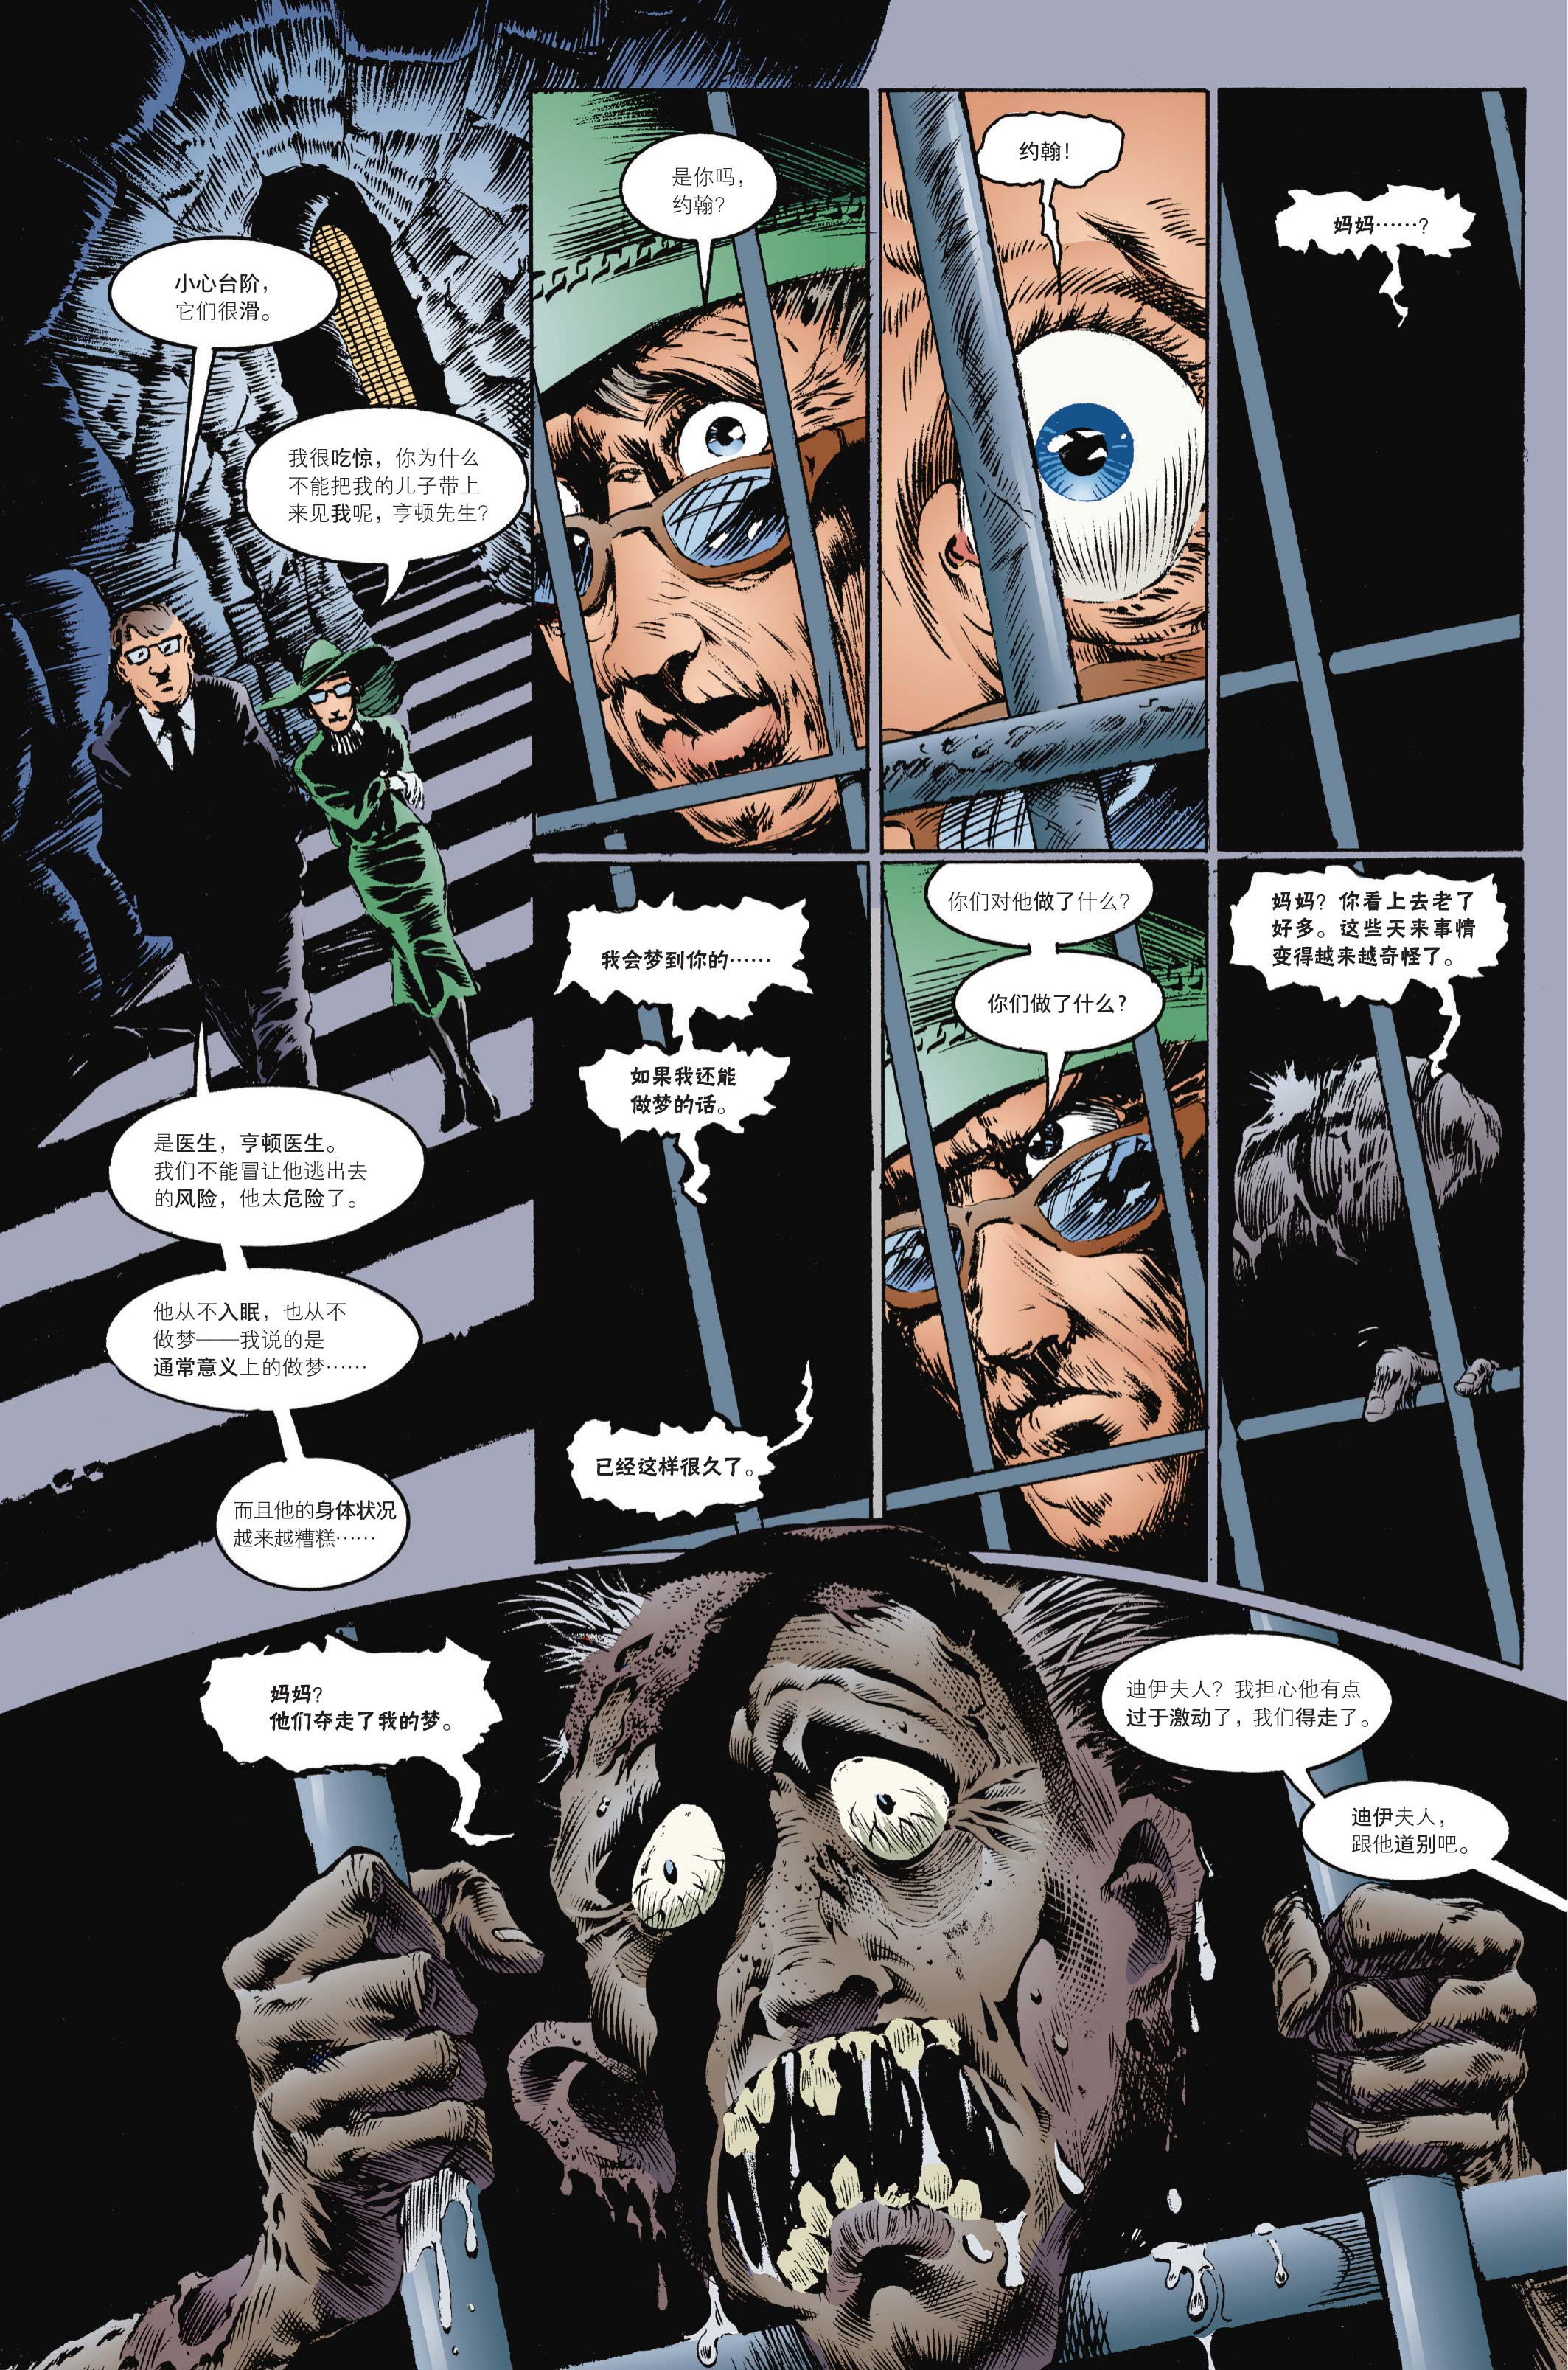 小心台阶，
它们很滑。
我很吃惊，你为什么
不能把我的儿子带上
来见我呢，亨顿先生？
是医生，亨顿医生。
我们不能冒让他逃出去
的风险，他太危险了。
他从不入眠，也从不
做梦——我说的是
通常意义上的做梦……
而且他的身体状况
越来越糟糕……
是你吗，
约翰？
约翰！
妈妈……？
我会梦到你的……
如果我还能
做梦的话。
已经这样很久了。
你们对他做了什么？
你们做了什么？
妈妈？你看上去老了
好多。这些天来事情
变得越来越奇怪了。
妈妈？
他们夺走了我的梦。
迪伊夫人？我担心他有点
过于激动了，我们得走了。
迪伊夫人，
跟他道别吧。